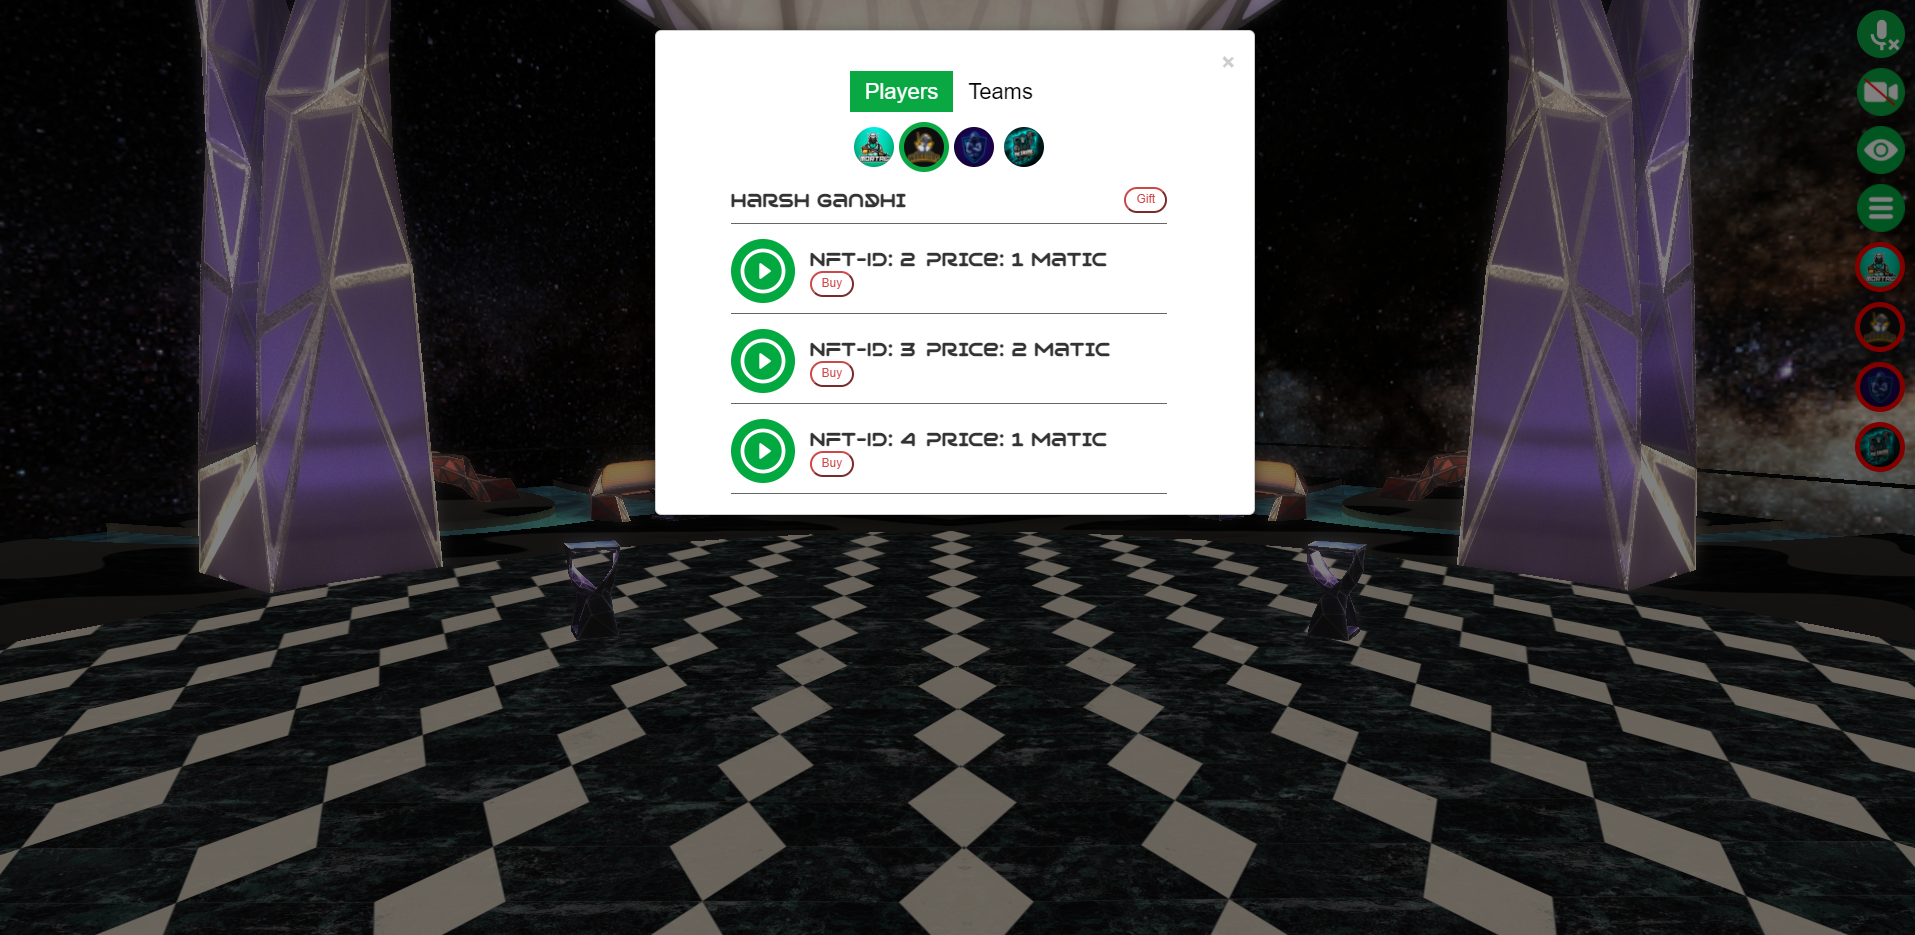 ×
Players Teams
MORTAL
HARSH GANDHI Gift
NFT-ID: 2 PRICE: 1 MATIC
Buy
NFT-ID: 3 PRICE: 2 MATIC
Buy
NFT-ID: 4 PRICE: 1 MATIC
Buy